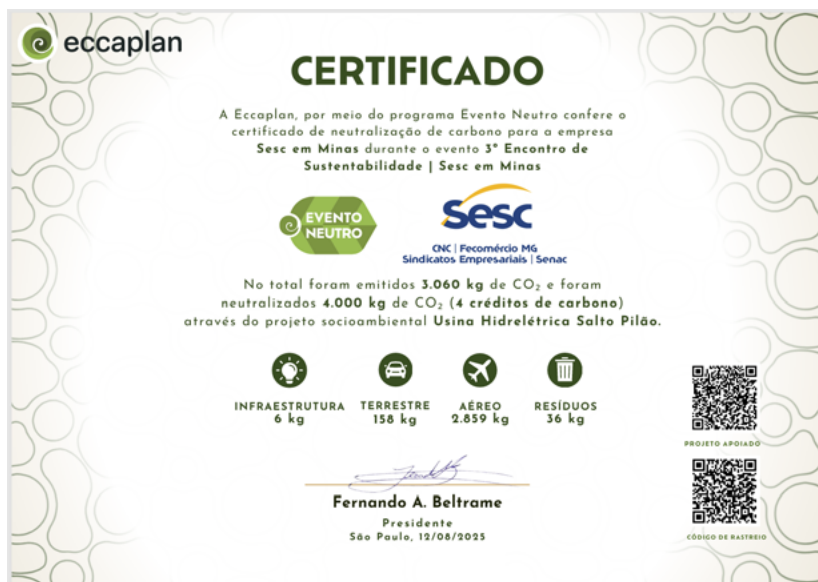 eccaplan
CERTIFICADO
A Eccaplan, por meio do programa Evento Neutro confere o
certificado de neutralização de carbono para a empresa
Sesc em Minas durante o evento 3º Encontro de
Sustentabilidade | Sesc em Minas
EVENTO
NEUTRO
Sesc
CNC | Fecomércio MG
Sindicatos Empresariais | Senac
No total foram emitidos 3.060 kg de CO₂ e foram
neutralizados 4.000 kg de CO₂ (4 créditos de carbono)
através do projeto socioambiental Usina Hidrelétrica Salto Pilão.
INFRAESTRUTURA
6 kg
TERRESTRE
158 kg
AÉREO
2.859 kg
RESÍDUOS
36 kg
PROJETO APOIADO
CÓDIGO DE RASTREIO
Fernando A. Beltrame
Presidente
São Paulo, 12/08/2025